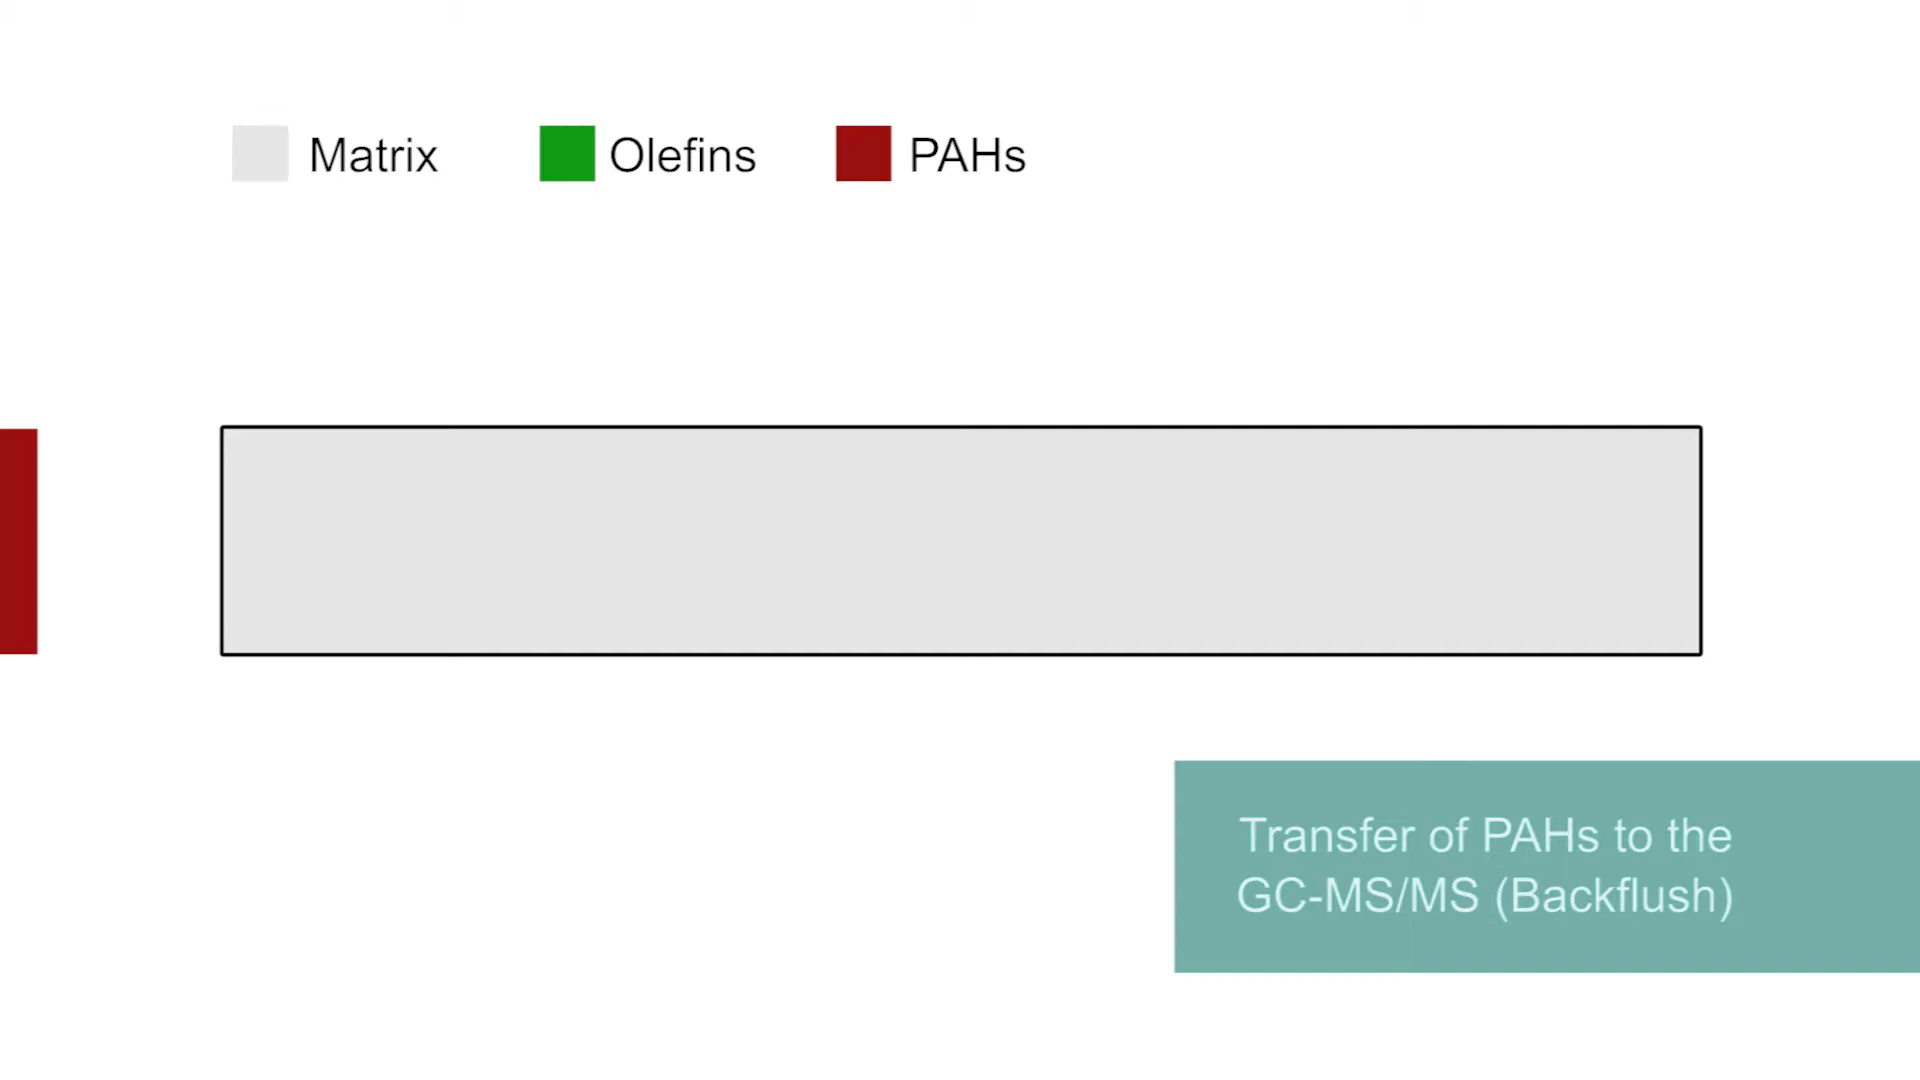 Matrix
Olefins
PAHs
Transfer of PAHs to the
GC-MS/MS (Backflush)